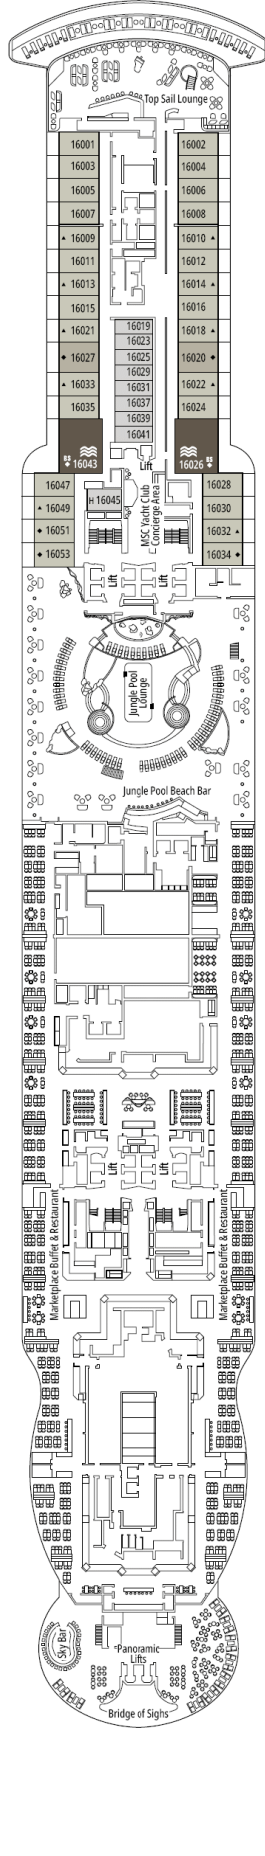 Top Sail Lounge
16001
16002
16003
16004
16005
16006
16007
16008
▲ 16009
16010 ▲
16011
16012
▲ 16013
16014 ▲
16015
16016
16019
▲ 16021
16018 ▲
16023
◆ 16027
16025
16020 ◆
16029
▲ 16033
16031
16022 ▲
16037
16035
16024
16039
16041
BS
◆ 16043
Lift
BS
16026 ◆
16047
16028
H 16045
▲ 16049
16030
MSC Yacht Club
Concierge Area
◆ 16051
16032 ▲
◆ 16053
16034 ◆
Lift
Lift
Jungle Pool
Lounge
Jungle Pool Beach Bar
Lift
Lift
Marketplace Buffet & Restaurant
Marketplace Buffet & Restaurant
Sky Bar
Panoramic
Lifts
Bridge of Sighs